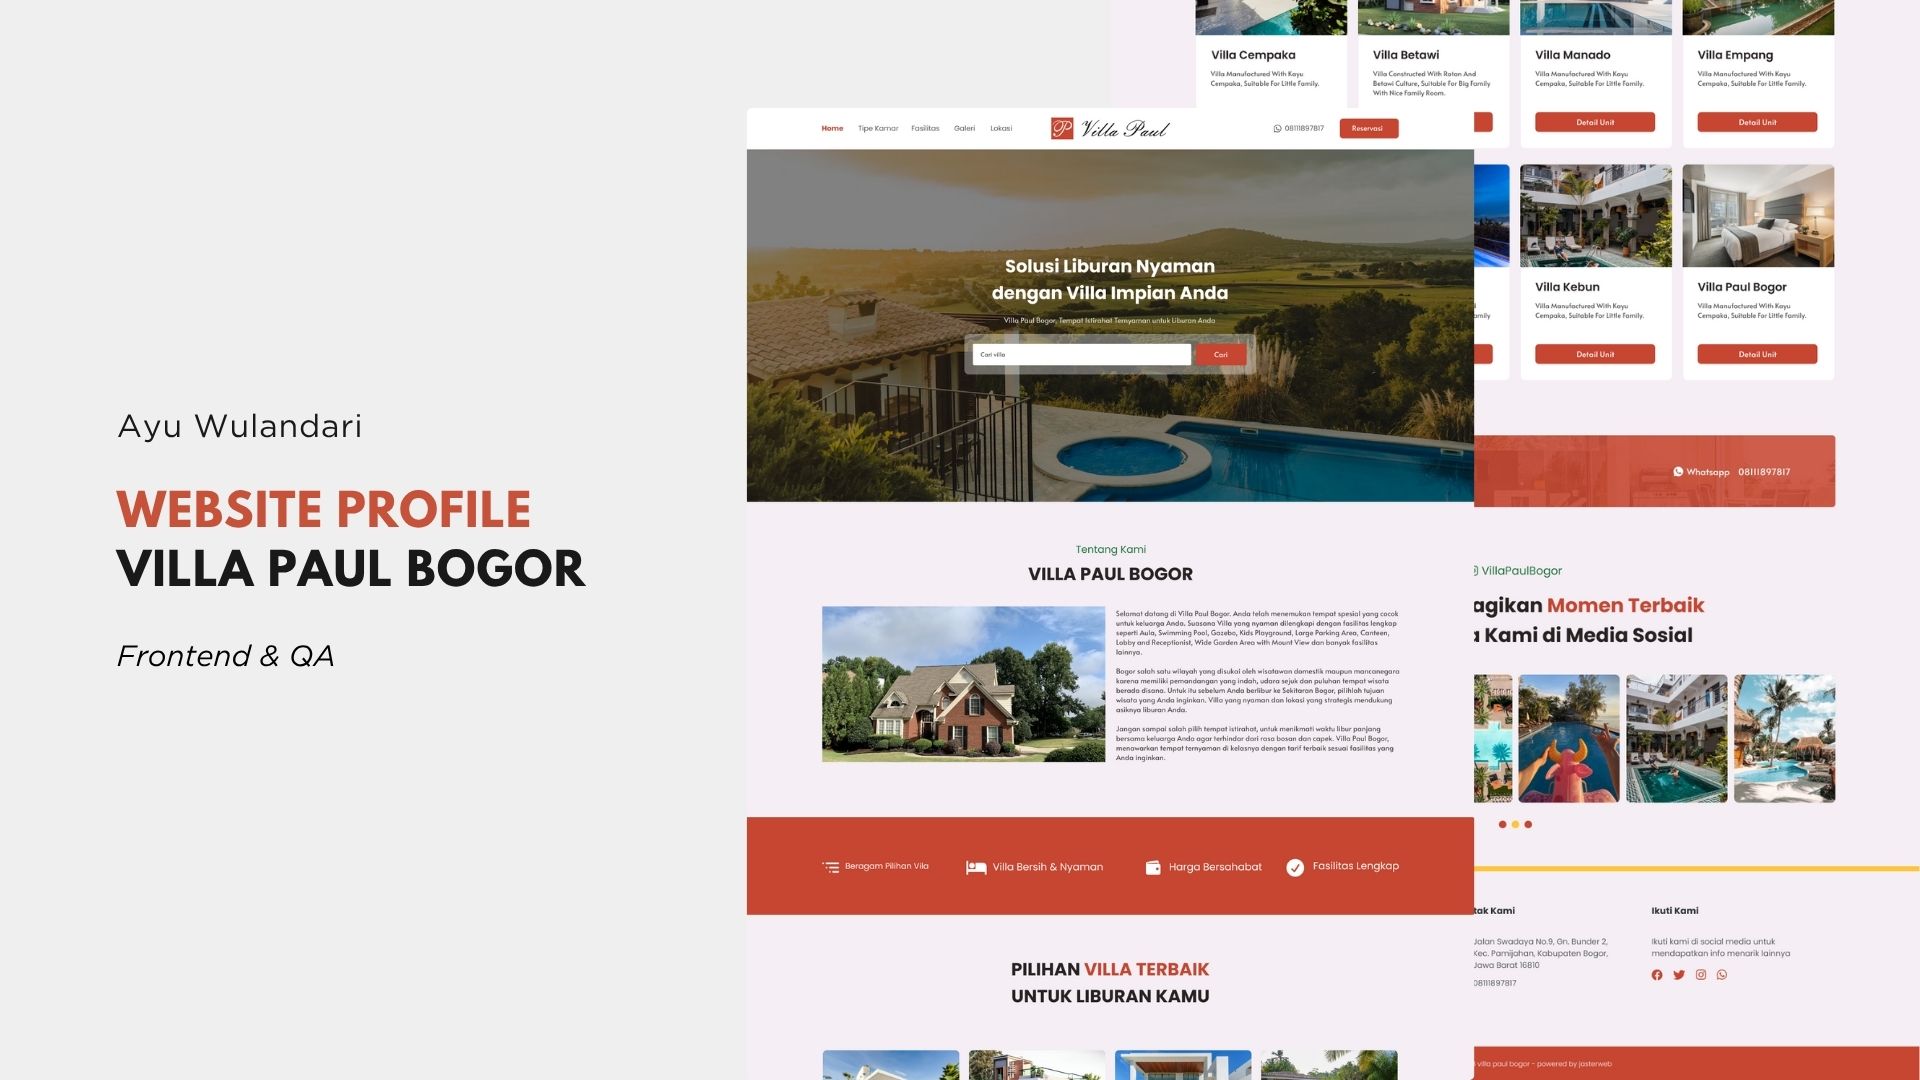 Ayu Wulandari
WEBSITE PROFILE
VILLA PAUL BOGOR
Frontend & QA
Home Tipe Kamar Fasilitas Galeri Lokasi
P Villa Paul
08111897817
Reservasi
Solusi Liburan Nyaman
dengan Villa Impian Anda
Villa Paul Bogor, Tempat Istirahat Ternyaman untuk Liburan Anda
Cari villa
Cari
Tentang Kami
VILLA PAUL BOGOR
Selamat datang di Villa Paul Bogor. Anda telah menemukan tempat spesial yang cocok
untuk keluarga Anda. Suasana Villa yang nyaman dilengkapi dengan fasilitas lengkap
seperti Aula, Swimming Pool, Gazebo, Kids Playground, Large Parking Area, Canteen,
Lobby and Receptionist, Wide Garden Area with Mount View dan banyak fasilitas
lainnya.
Bogor salah satu wilayah yang disukai oleh wisatawan domestik maupun mancanegara
karena memiliki pemandangan yang indah, udara sejuk dan puluhan tempat wisata
berada disana. Untuk itu sebelum Anda berlibur ke Sekitaran Bogor, pilihlah tujuan
wisata yang Anda inginkan. Villa yang nyaman dan lokasi yang strategis mendukung
asiknya liburan Anda.
Jangan sampai salah pilih tempat istirahat, untuk menikmati waktu libur panjang
bersama keluarga Anda agar terhindar dari rasa bosan dan capek. Villa Paul Bogor,
menawarkan tempat ternyaman di kelasnya dengan tarif terbaik sesuai fasilitas yang
Anda inginkan.
Beragam Pilihan Vila
Villa Bersih & Nyaman
Harga Bersahabat
Fasilitas Lengkap
PILIHAN VILLA TERBAIK
UNTUK LIBURAN KAMU
Villa Cempaka
Villa Manufactured With Kayu
Cempaka, Suitable For Little Family.
Villa Betawi
Villa Constructed With Rotan And
Betawi Culture, Suitable For Big Family
With Nice Family Room.
Villa Manado
Villa Manufactured With Kayu
Cempaka, Suitable For Little Family.
Detail Unit
Villa Empang
Villa Manufactured With Kayu
Cempaka, Suitable For Little Family.
Detail Unit
Villa Kebun
Villa Manufactured With Kayu
Cempaka, Suitable For Little Family.
Detail Unit
Villa Paul Bogor
Villa Manufactured With Kayu
Cempaka, Suitable For Little Family.
Detail Unit
Whatsapp 08111897817
VillaPaulBogor
agikan Momen Terbaik
a Kami di Media Sosial
tak Kami
Jalan Swadaya No.9, Gn. Bunder 2,
Kec. Pamijahan, Kabupaten Bogor,
Jawa Barat 16810
08111897817
Ikuti Kami
Ikuti kami di social media untuk
mendapatkan info menarik lainnya
villa paul bogor - powered by jasterweb